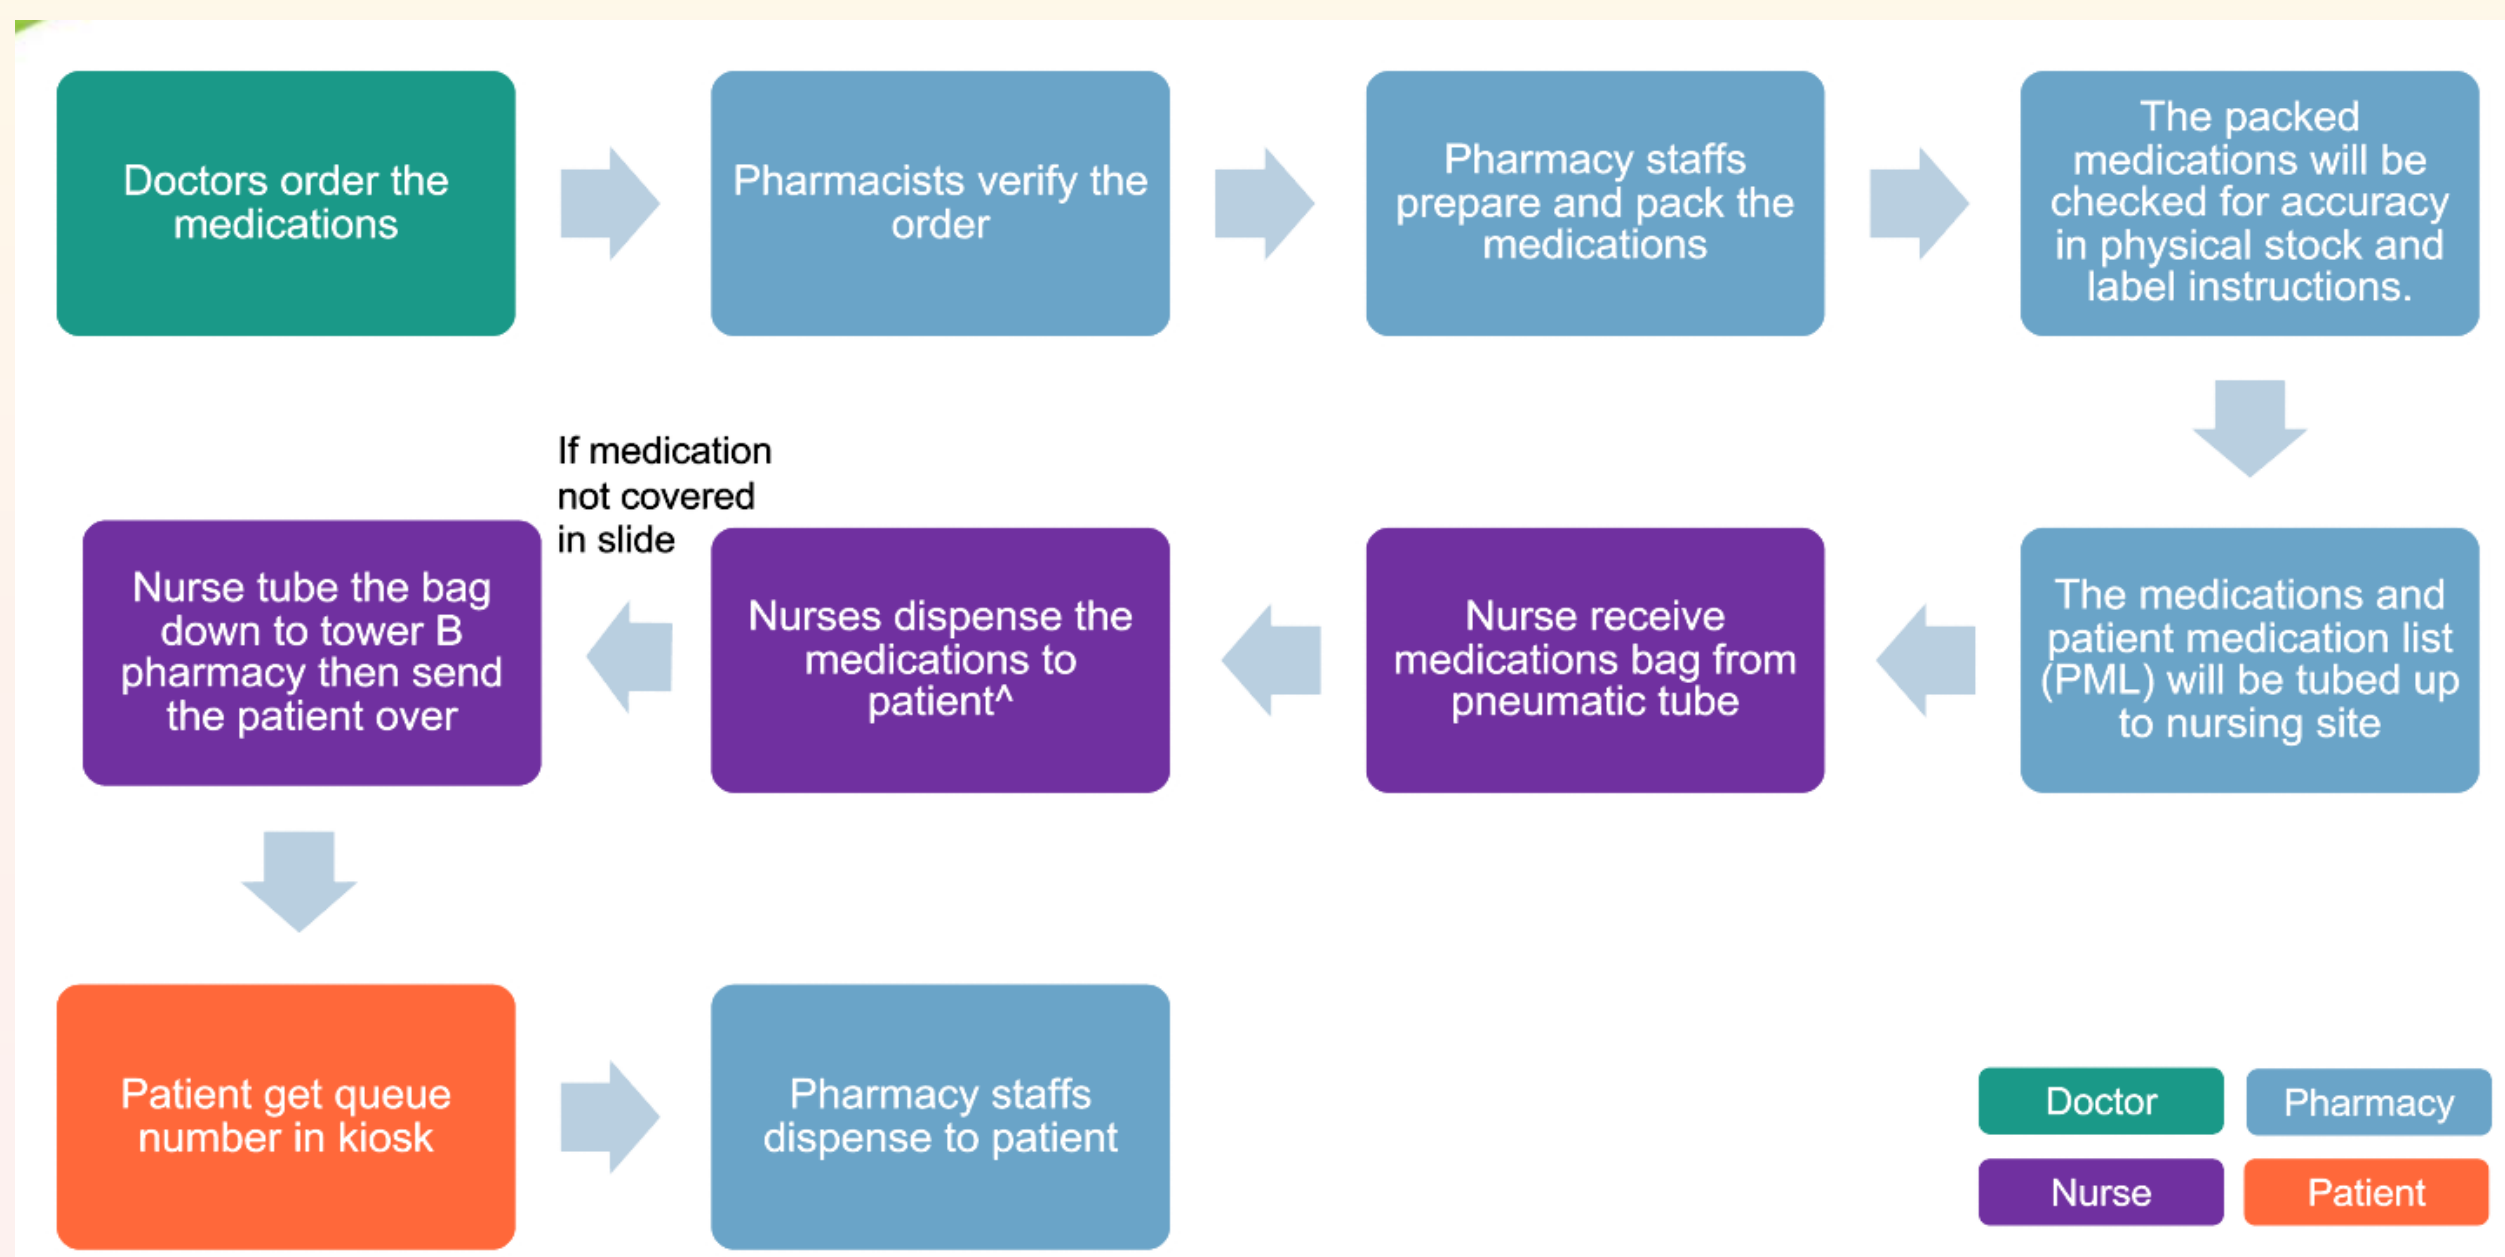 Doctors order the
medications
Pharmacists verify the
order
Pharmacy staffs
prepare and pack the
medications
The packed
medications will be
checked for accuracy
in physical stock and
label instructions.
The medications and
patient medication list
(PML) will be tubed up
to nursing site
Nurse receive
medications bag from
pneumatic tube
Nurses dispense the
medications to
patient^
If medication
not covered
in slide
Nurse tube the bag
down to tower B
pharmacy then send
the patient over
Patient get queue
number in kiosk
Pharmacy staffs
dispense to patient
Doctor
Pharmacy
Nurse
Patient